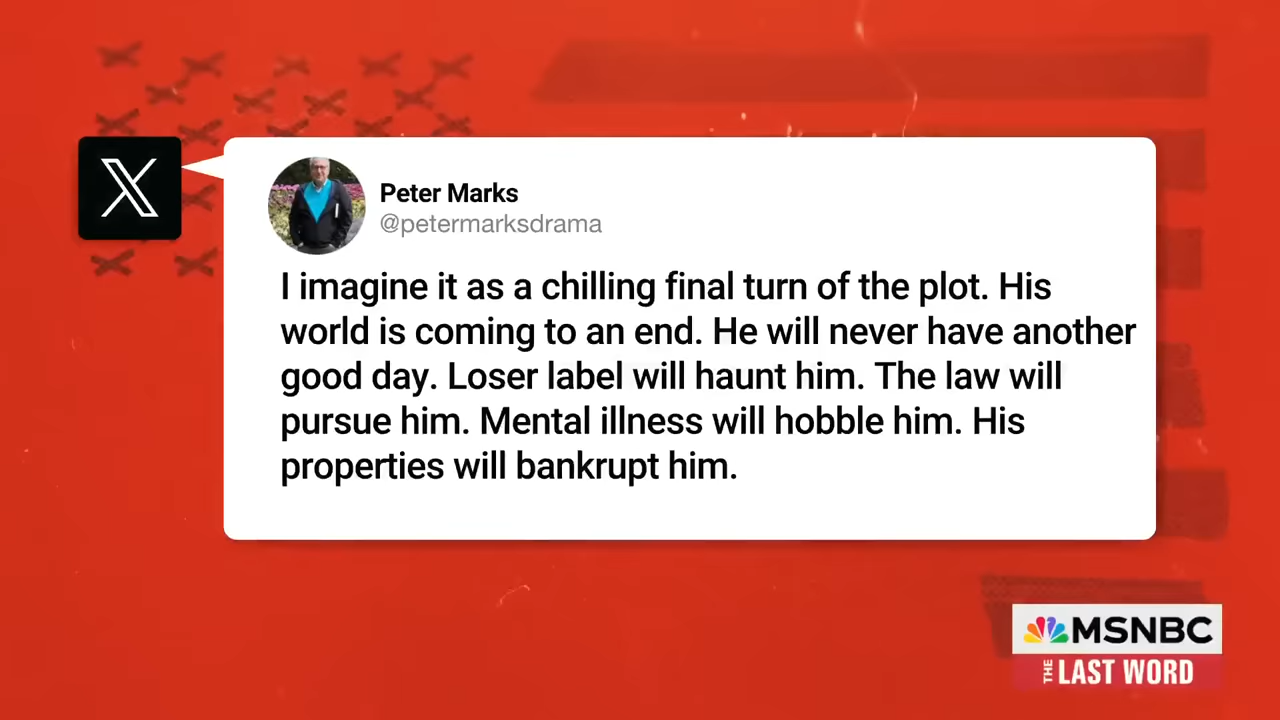 X
Peter Marks
@petermarksdrama
I imagine it as a chilling final turn of the plot. His
world is coming to an end. He will never have another
good day. Loser label will haunt him. The law will
pursue him. Mental illness will hobble him. His
properties will bankrupt him.
MSNBC
THE LAST WORD